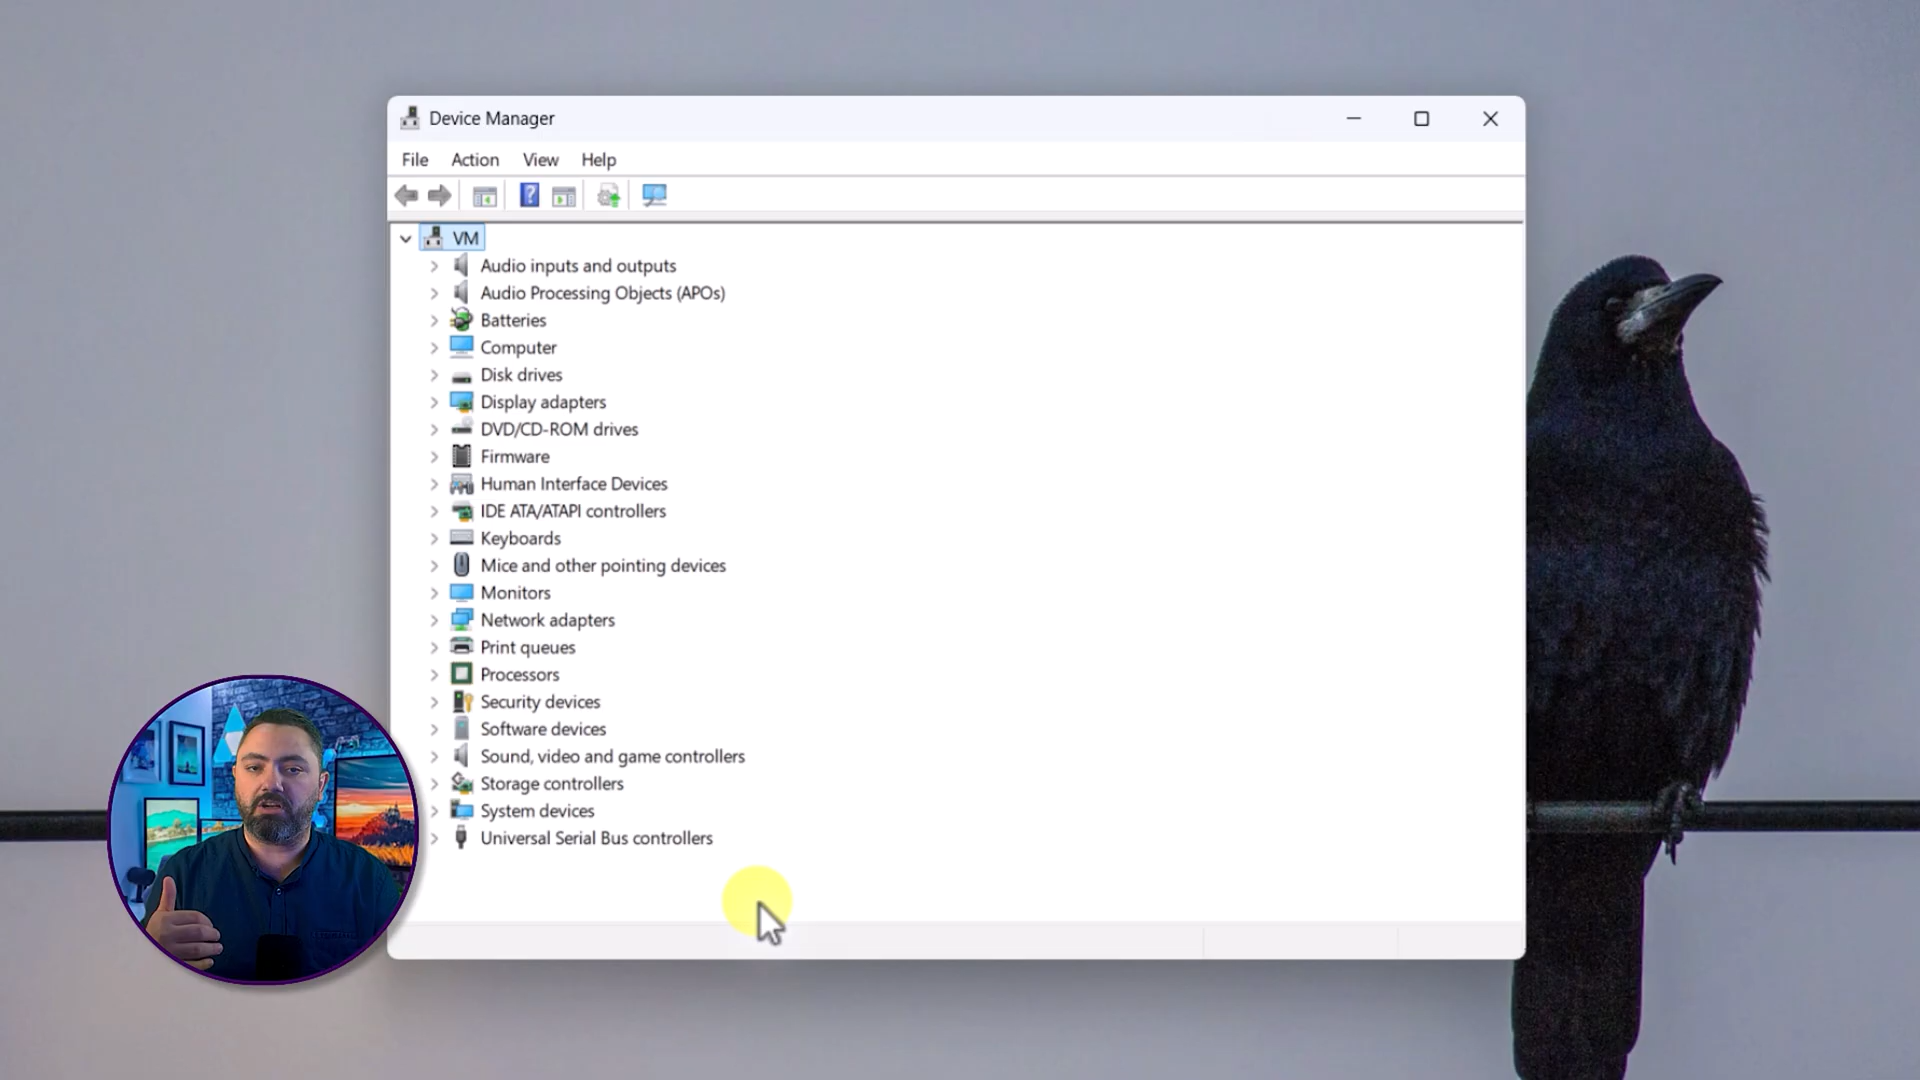 Device Manager
File Action View Help
?
VM
Audio inputs and outputs
Audio Processing Objects (APOs)
Batteries
Computer
Disk drives
Display adapters
DVD/CD-ROM drives
Firmware
Human Interface Devices
IDE ATA/ATAPI controllers
Keyboards
Mice and other pointing devices
Monitors
Network adapters
Print queues
Processors
Security devices
Software devices
Sound, video and game controllers
Storage controllers
System devices
Universal Serial Bus controllers